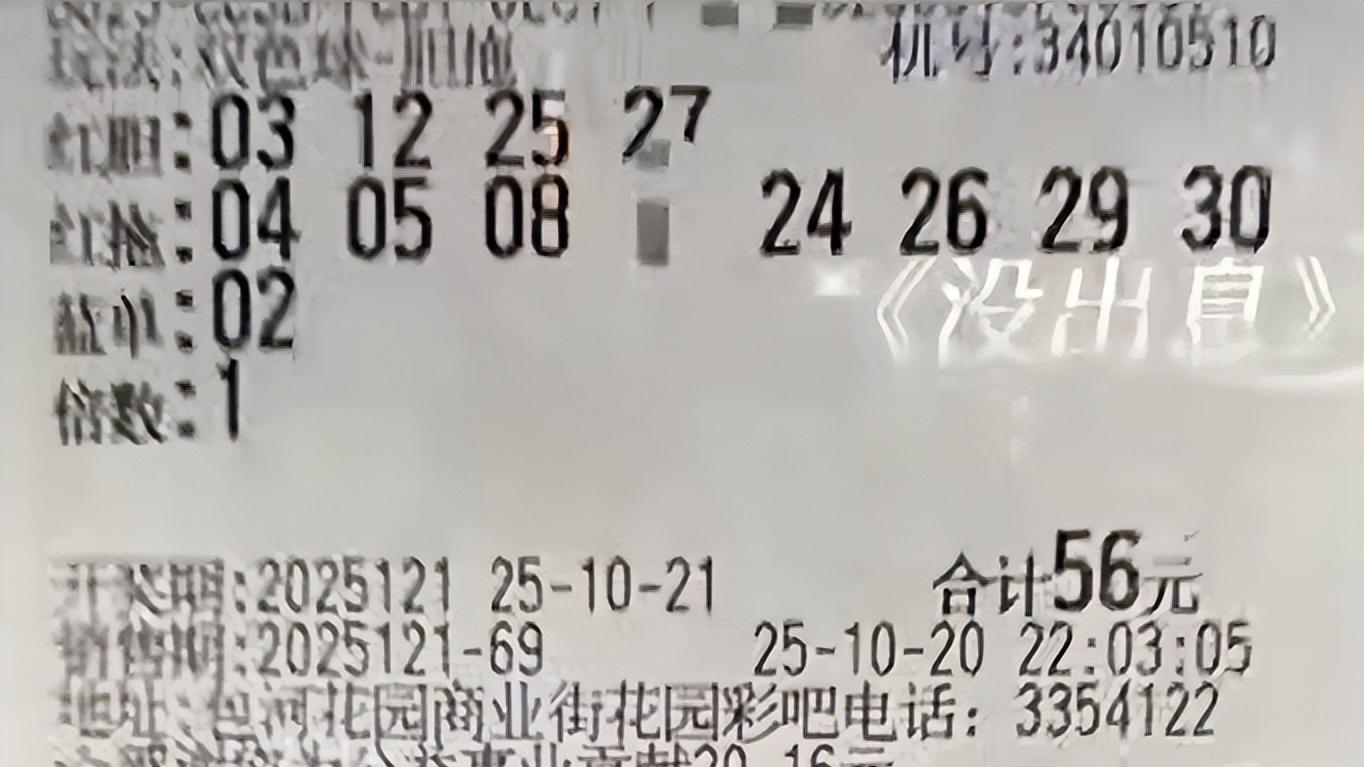 机号:34010510
红胆:03 12 25 27
红拖:04 05 08 24 26 29 30
蓝单:02
《没出息》
倍数:1
开奖期:2025121 25-10-21 合计56元
销售期:2025121-69 25-10-20 22:03:05
地址:色河花园商业街花园彩吧电话: 3354122